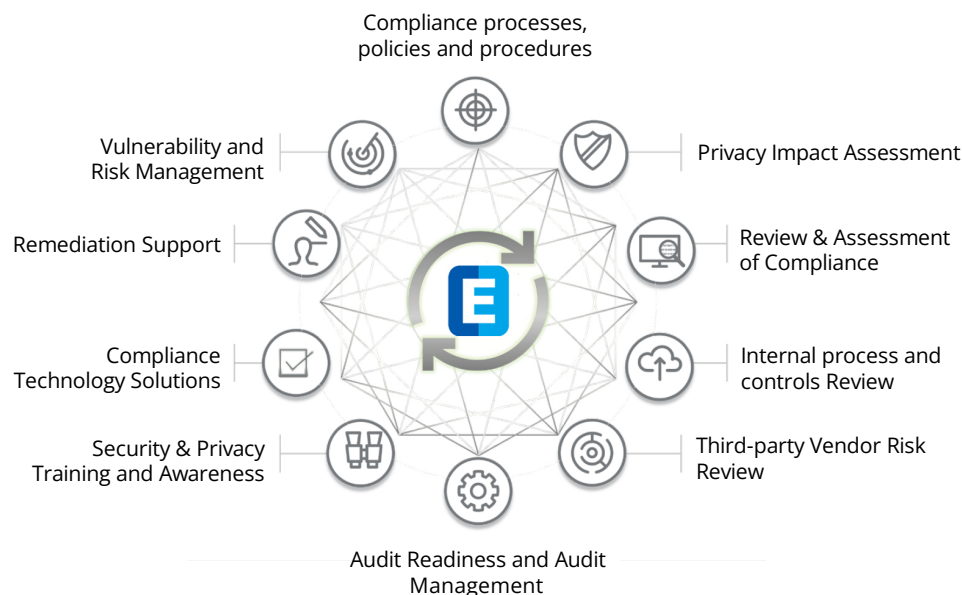 Compliance processes,
policies and procedures
Vulnerability and
Risk Management
Privacy Impact Assessment
Remediation Support
Review & Assessment
of Compliance
E
Compliance
Technology Solutions
Internal process and
controls Review
Security & Privacy
Training and Awareness
Third-party Vendor Risk
Review
Audit Readiness and Audit
Management